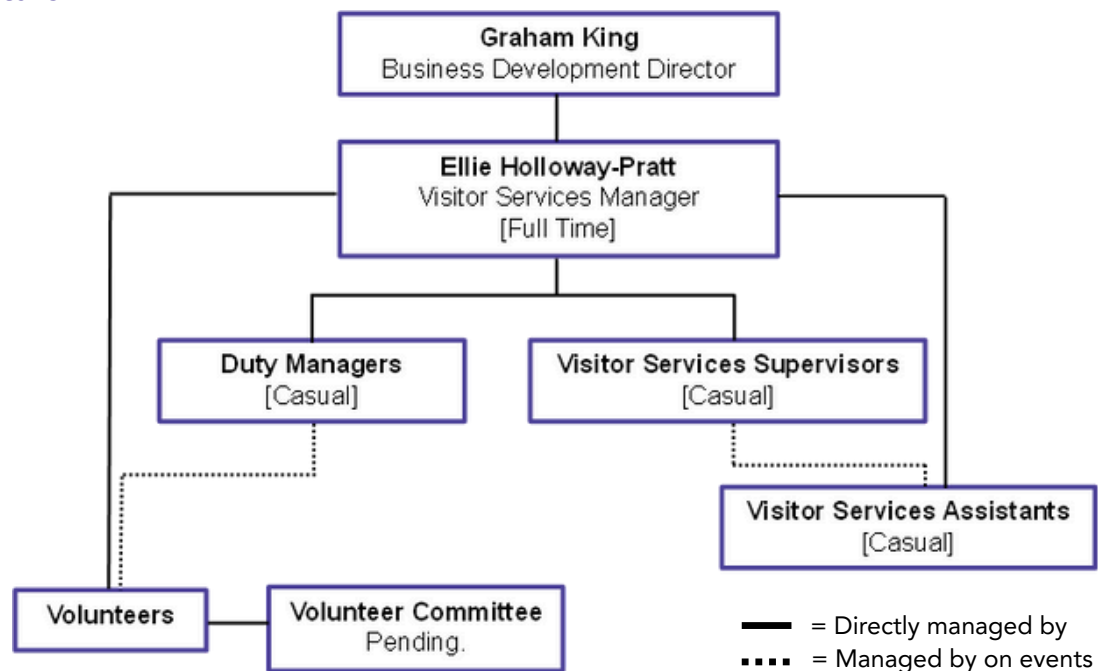 Graham King
Business Development Director
Ellie Holloway-Pratt
Visitor Services Manager
[Full Time]
Duty Managers
[Casual]
Visitor Services Supervisors
[Casual]
Visitor Services Assistants
[Casual]
Volunteers
Volunteer Committee
Pending.
= Directly managed by
= Managed by on events